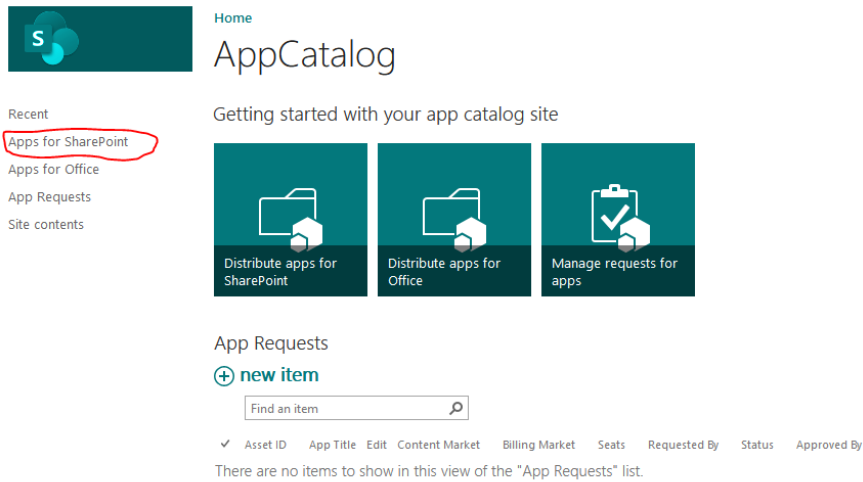 S
Home
AppCatalog
Recent
Apps for SharePoint
Apps for Office
App Requests
Site contents
Getting started with your app catalog site
Distribute apps for
SharePoint
Distribute apps for
Office
Manage requests for
apps
App Requests
new item
Find an item
Asset ID App Title Edit Content Market Billing Market Seats Requested By Status Approved By
There are no items to show in this view of the "App Requests" list.